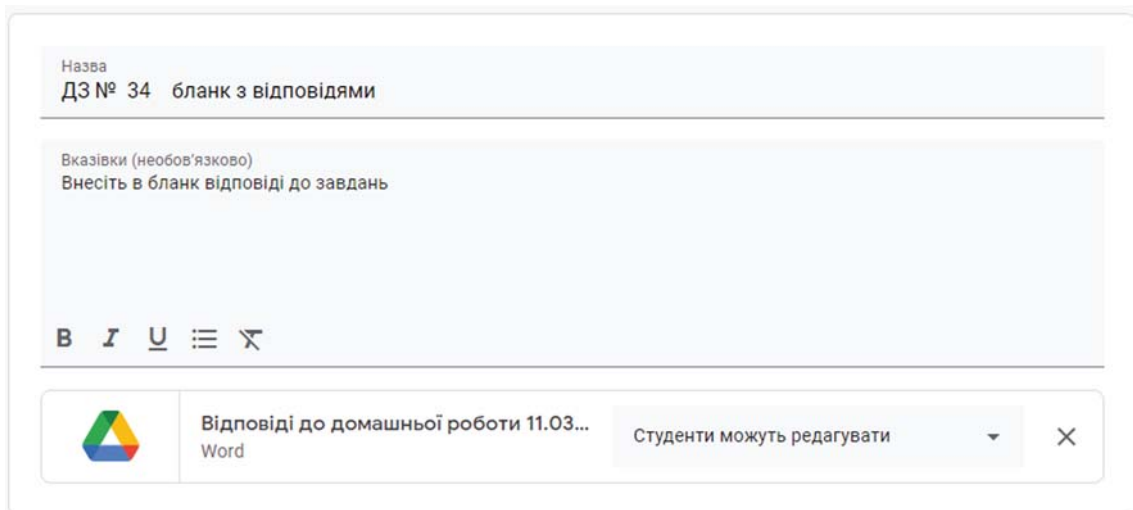 Назва
ДЗ № 34 бланк з відповідями
Вказівки (необов'язково)
Внесіть в бланк відповіді до завдань
B I U
Відповіді до домашньої роботи 11.03...
Word
Студенти можуть редагувати